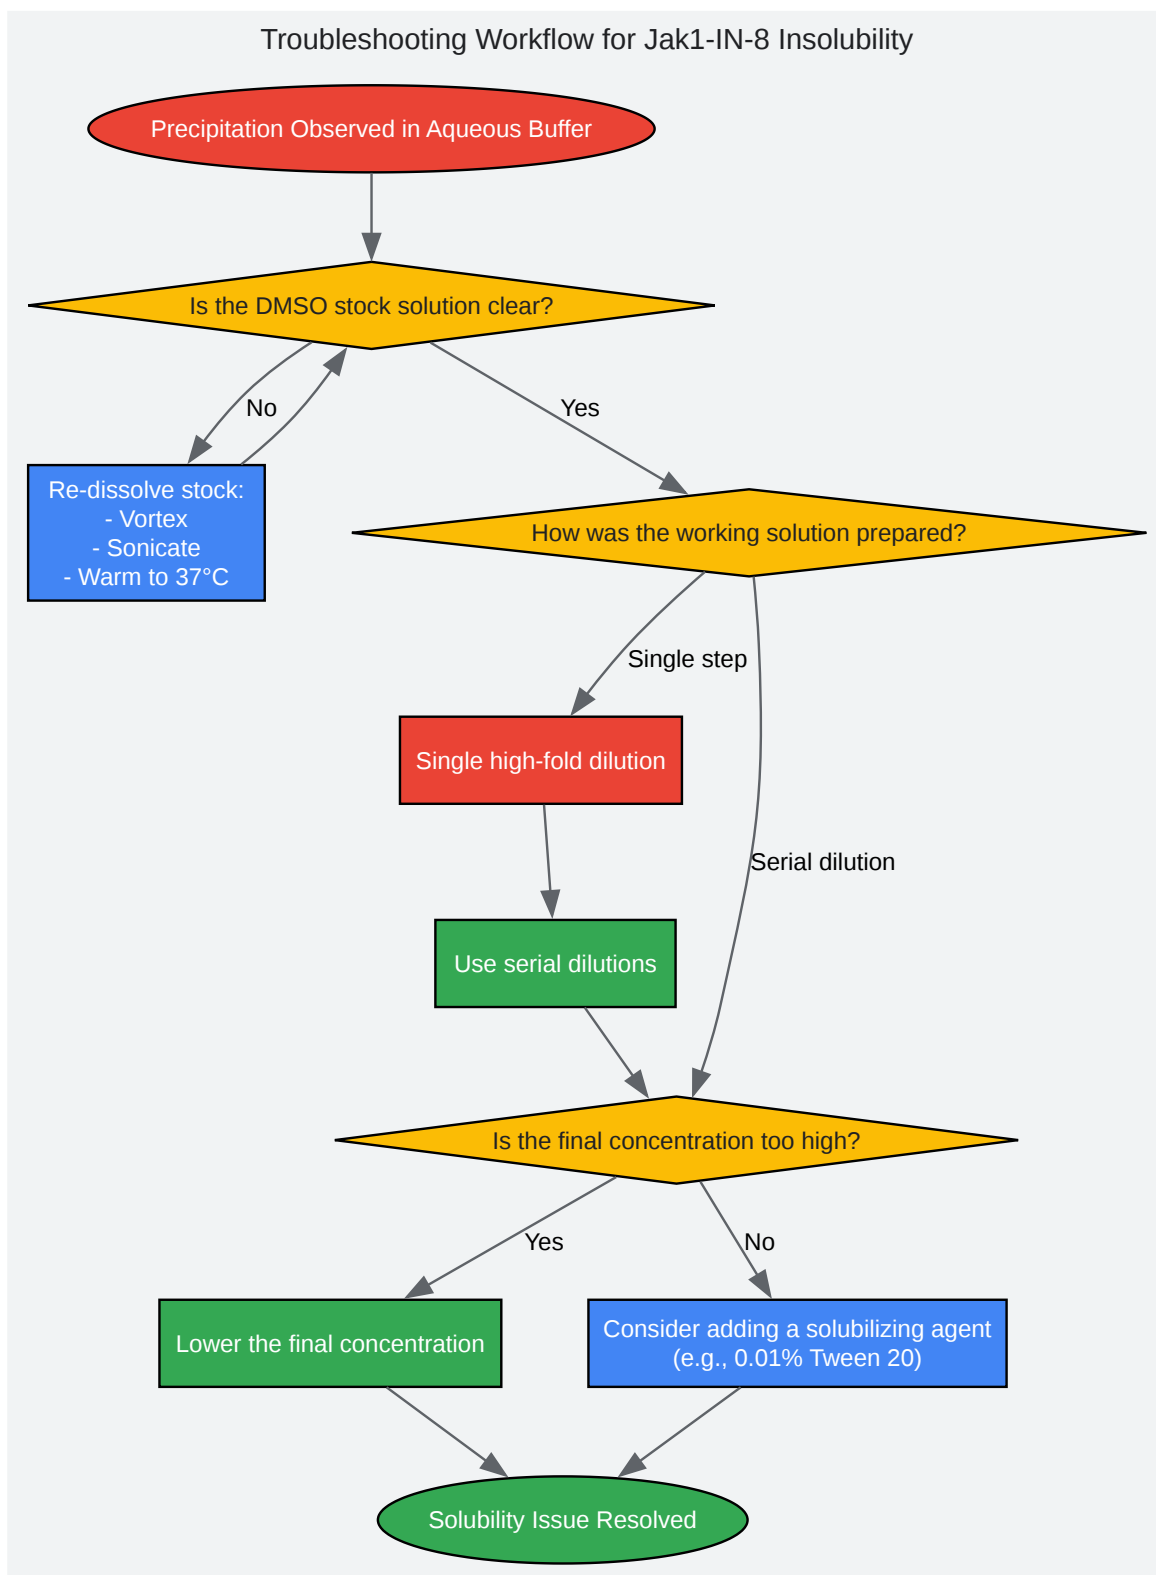 Troubleshooting Workflow for Jak1-IN-8 Insolubility
Precipitation Observed in Aqueous Buffer
Is the DMSO stock solution clear?
No
Yes
Re-dissolve stock:
- Vortex
- Sonicate
- Warm to 37°C
How was the working solution prepared?
Single step
Single high-fold dilution
Serial dilution
Use serial dilutions
Is the final concentration too high?
Yes
No
Lower the final concentration
Consider adding a solubilizing agent
(e.g., 0.01% Tween 20)
Solubility Issue Resolved